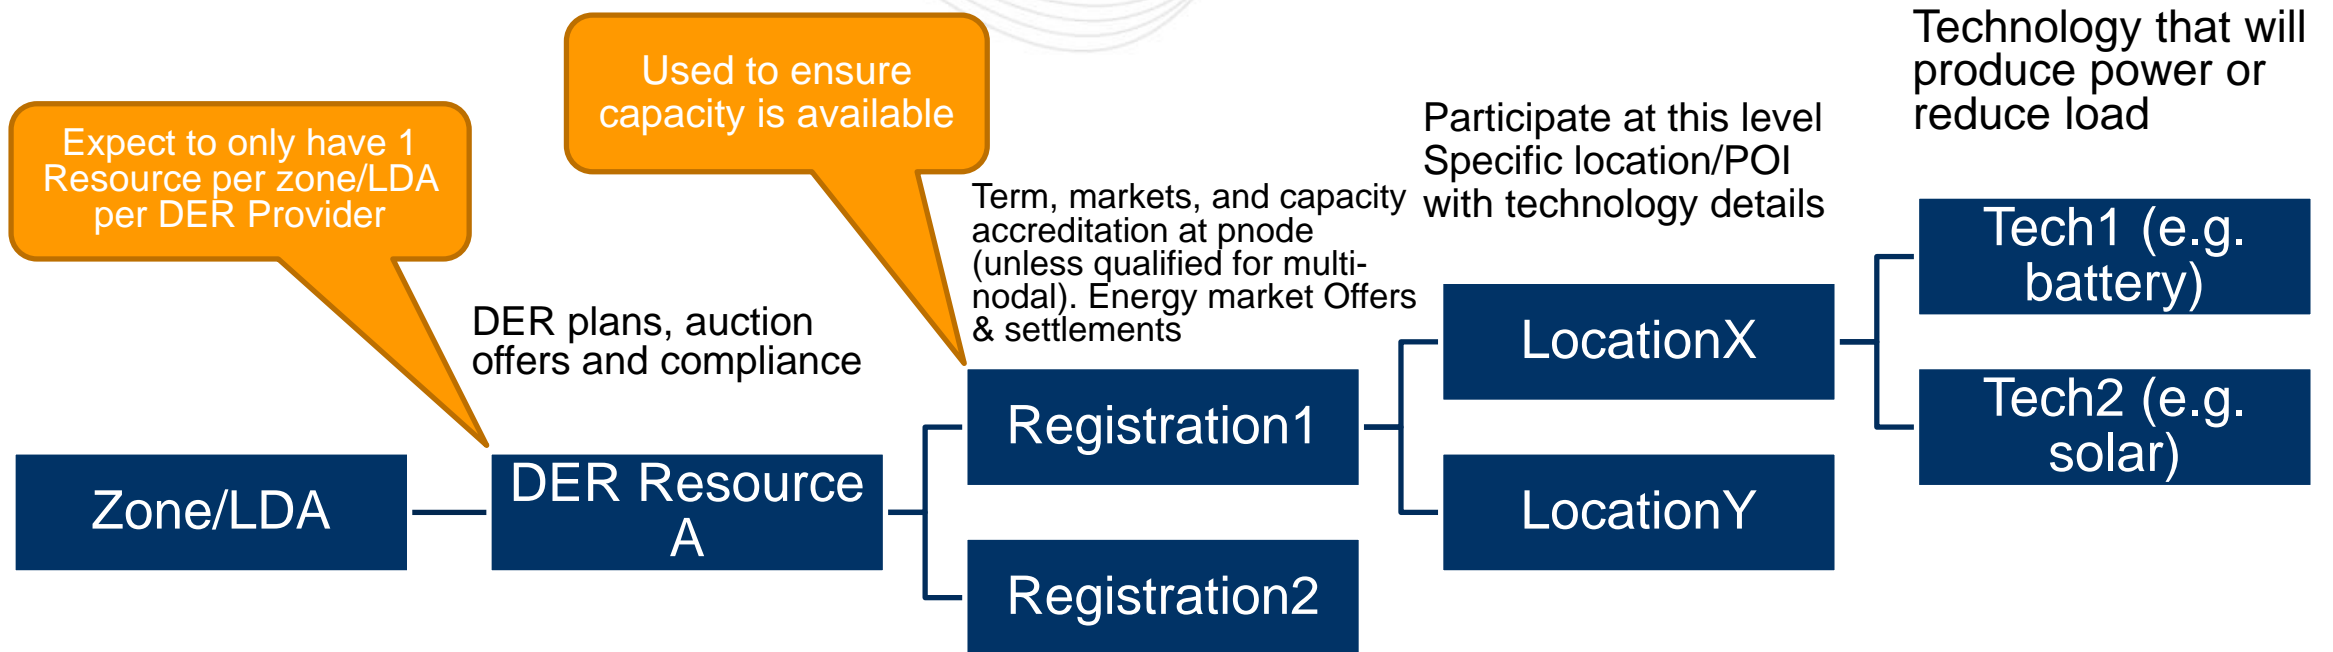 Expect to only have 1
Resource per zone/LDA
per DER Provider
Used to ensure
capacity is available
Technology that will
produce power or
reduce load
Participate at this level
Specific location/POI
with technology details
Term, markets, and capacity
accreditation at pnode
(unless qualified for multi-
nodal). Energy market Offers
& settlements
DER plans, auction
offers and compliance
Zone/LDA
DER Resource
A
Registration1
Registration2
LocationX
LocationY
Tech1 (e.g.
battery)
Tech2 (e.g.
solar)